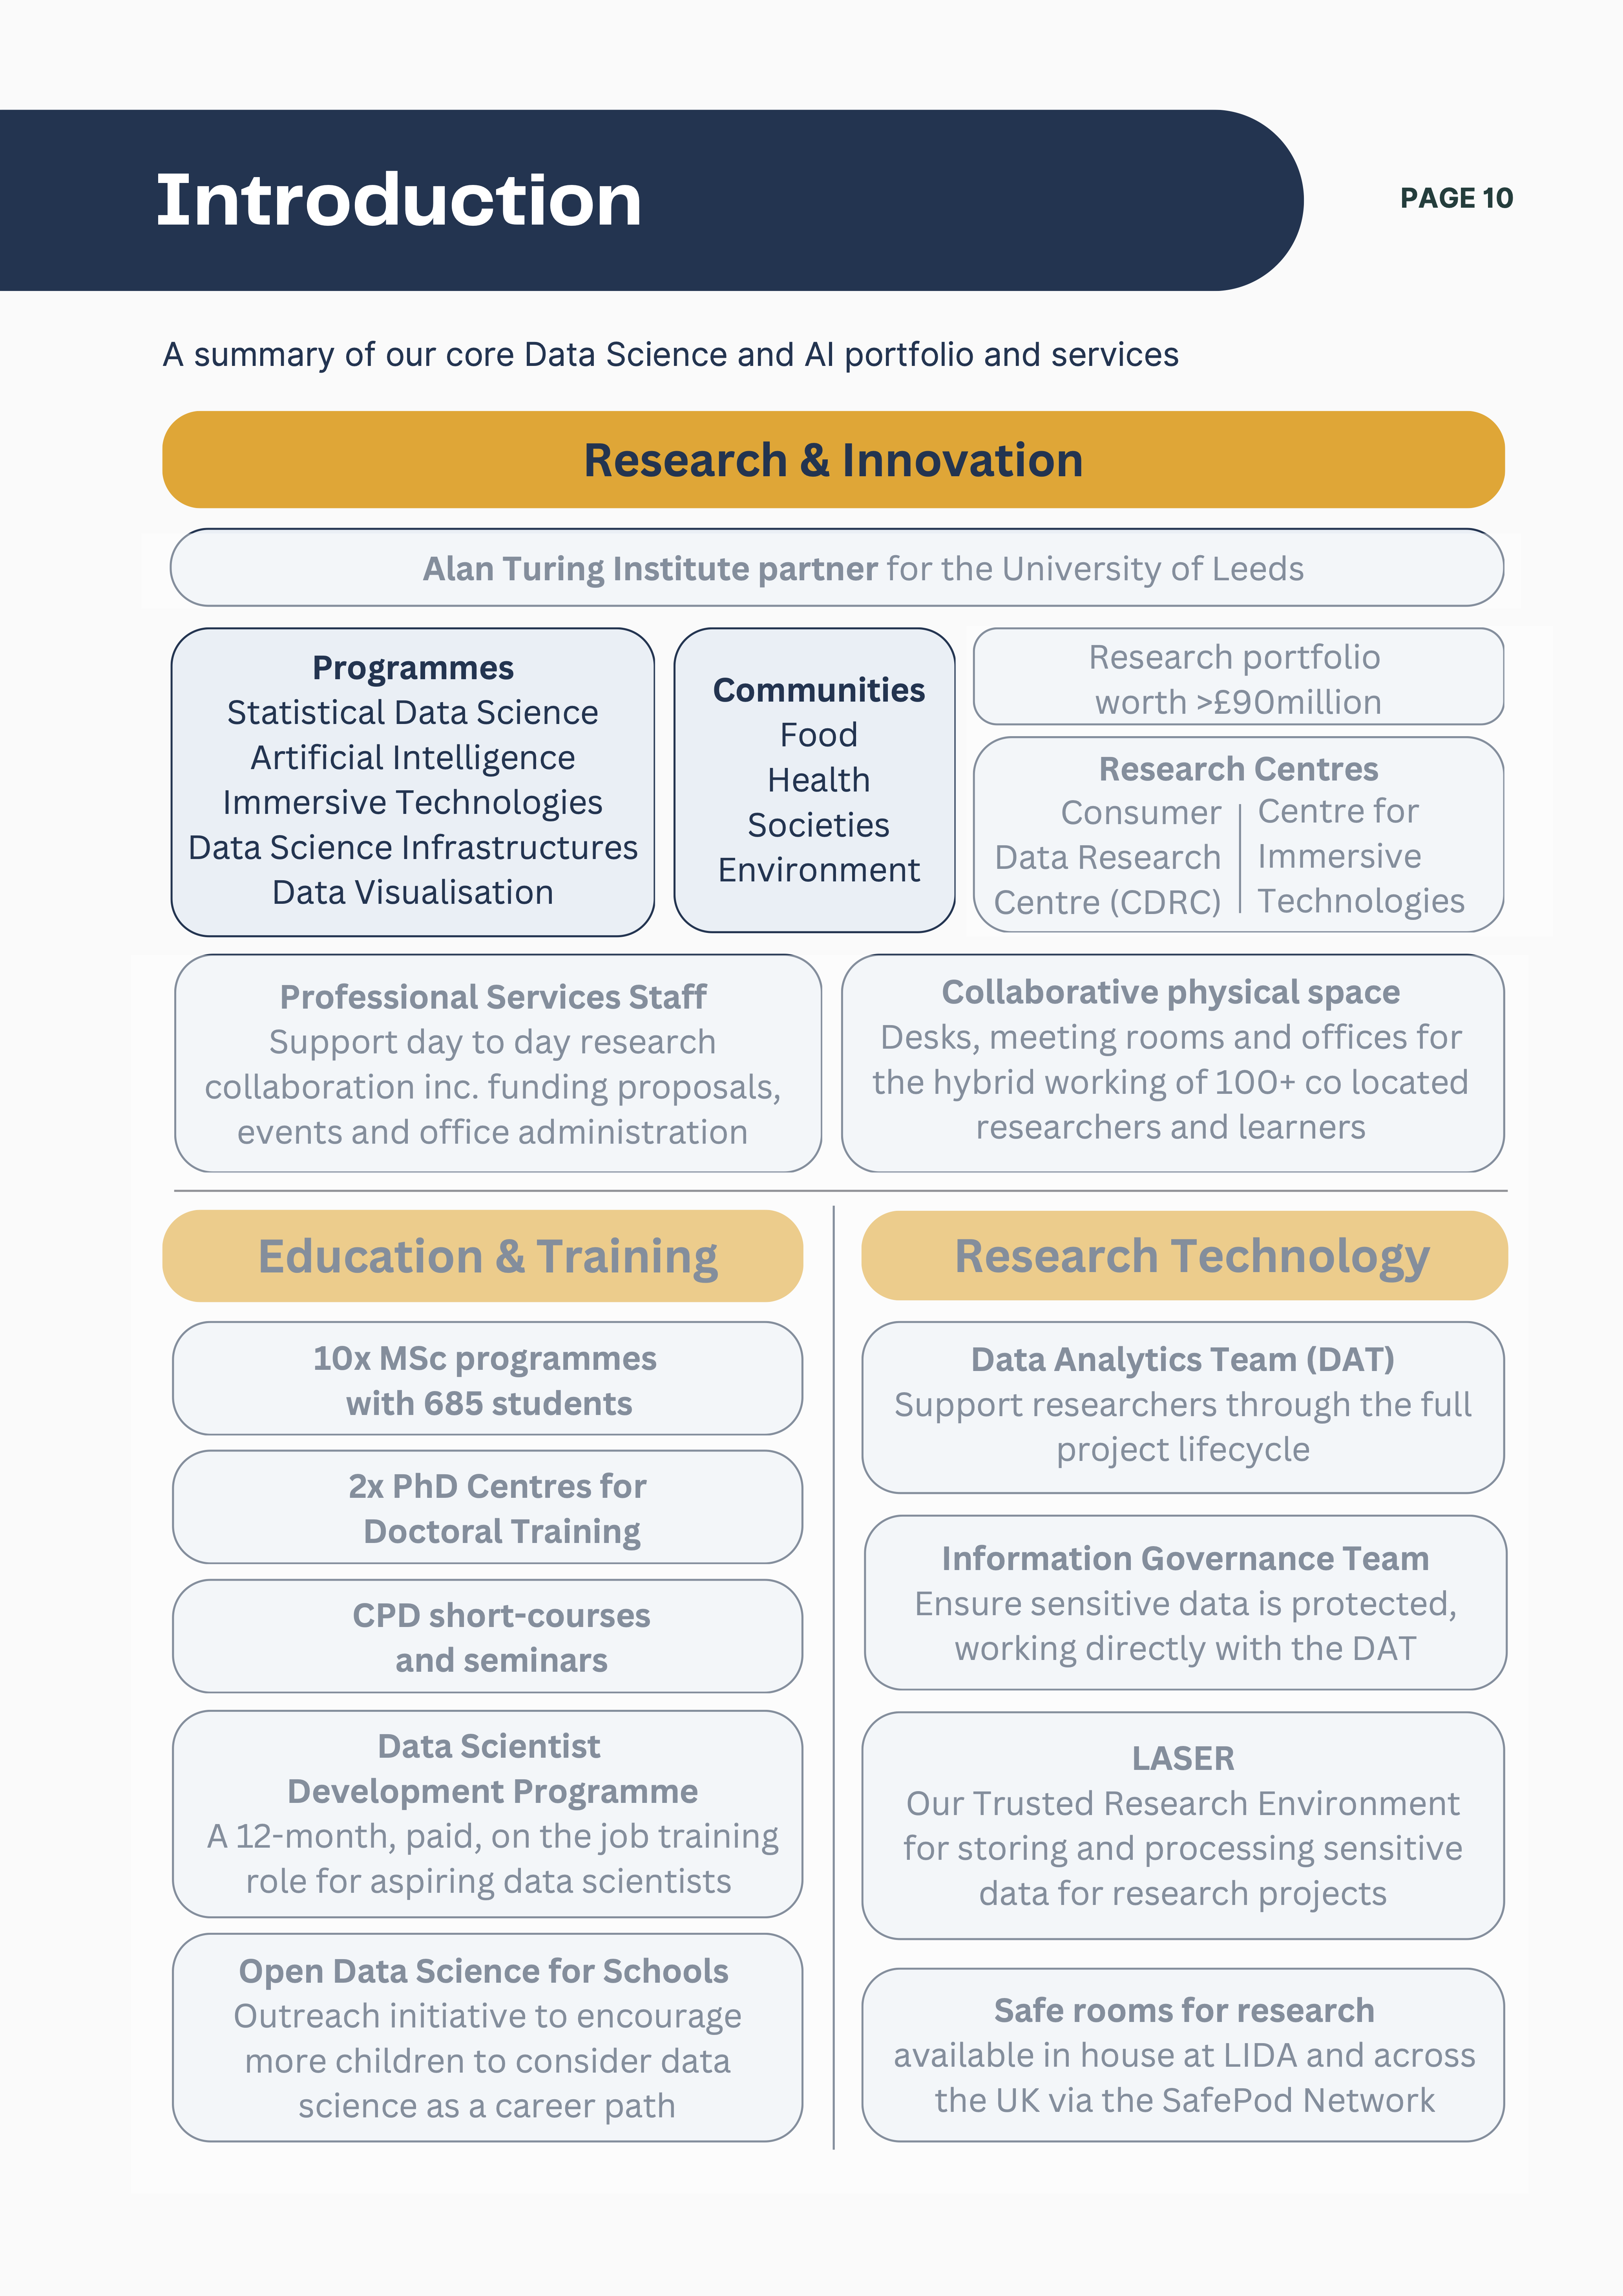 Introduction
PAGE 10
A summary of our core Data Science and AI portfolio and services
Research & Innovation
Alan Turing Institute partner for the University of Leeds
Programmes
Statistical Data Science
Artificial Intelligence
Immersive Technologies
Data Science Infrastructures
Data Visualisation
Communities
Food
Health
Societies
Environment
Research portfolio
worth >£90million
Research Centres
Consumer
Data Research
Centre (CDRC)
Centre for
Immersive
Technologies
Professional Services Staff
Support day to day research
collaboration inc. funding proposals,
events and office administration
Collaborative physical space
Desks, meeting rooms and offices for
the hybrid working of 100+ co located
researchers and learners
Education & Training
10x MSc programmes
with 685 students
2x PhD Centres for
Doctoral Training
CPD short-courses
and seminars
Data Scientist
Development Programme
A 12-month, paid, on the job training
role for aspiring data scientists
Open Data Science for Schools
Outreach initiative to encourage
more children to consider data
science as a career path
Research Technology
Data Analytics Team (DAT)
Support researchers through the full
project lifecycle
Information Governance Team
Ensure sensitive data is protected,
working directly with the DAT
LASER
Our Trusted Research Environment
for storing and processing sensitive
data for research projects
Safe rooms for research
available in house at LIDA and across
the UK via the SafePod Network